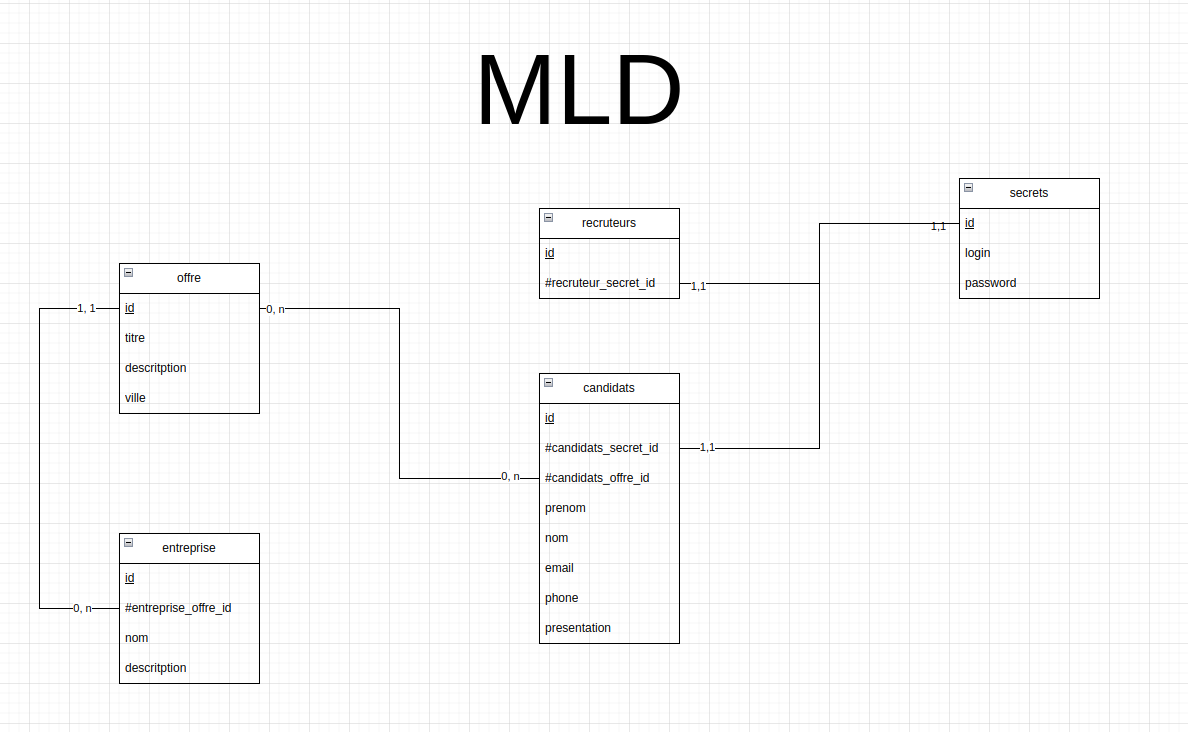 MLD
secrets
id
login
password
1,1
recruteurs
id
#recruteur_secret_id
1,1
offre
id
titre
descritption
ville
1, 1
0, n
candidats
id
#candidats_secret_id
#candidats_offre_id
prenom
nom
email
phone
presentation
1,1
0, n
entreprise
id
#entreprise_offre_id
nom
descritption
0, n